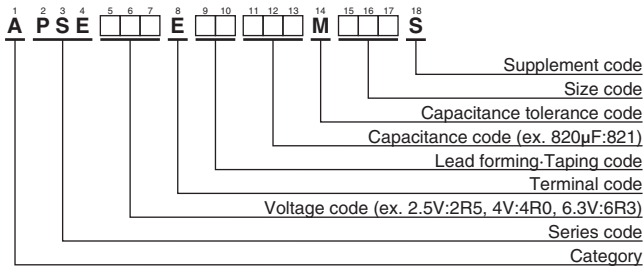 1 2 3 4 5 6 7 8 9 10 11 12 13 14 15 16 17 18
A P S E E M S
Supplement code
Size code
Capacitance tolerance code
Capacitance code (ex. 820µF:821)
Lead forming·Taping code
Terminal code
Voltage code (ex. 2.5V:2R5, 4V:4R0, 6.3V:6R3)
Series code
Category